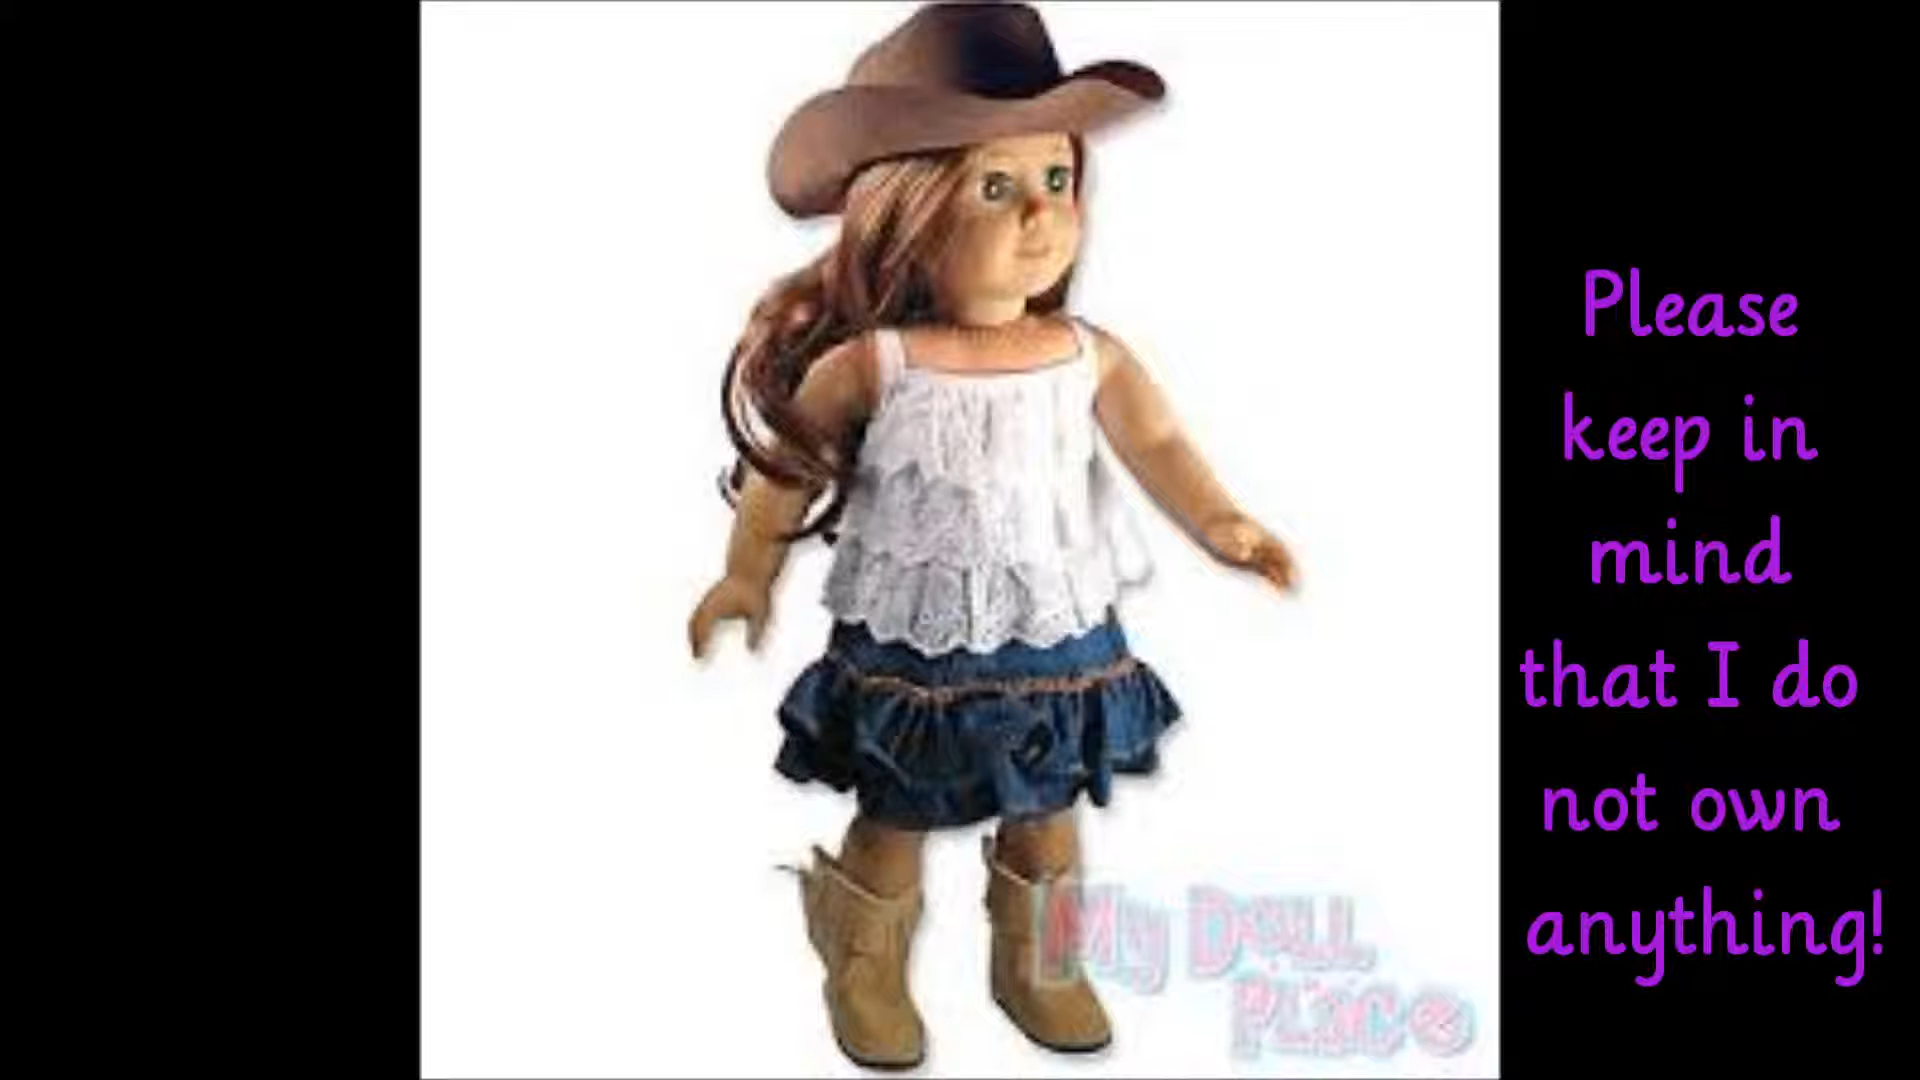 Please
keep in
mind
that I do
not own
anything!
My Doll
Place